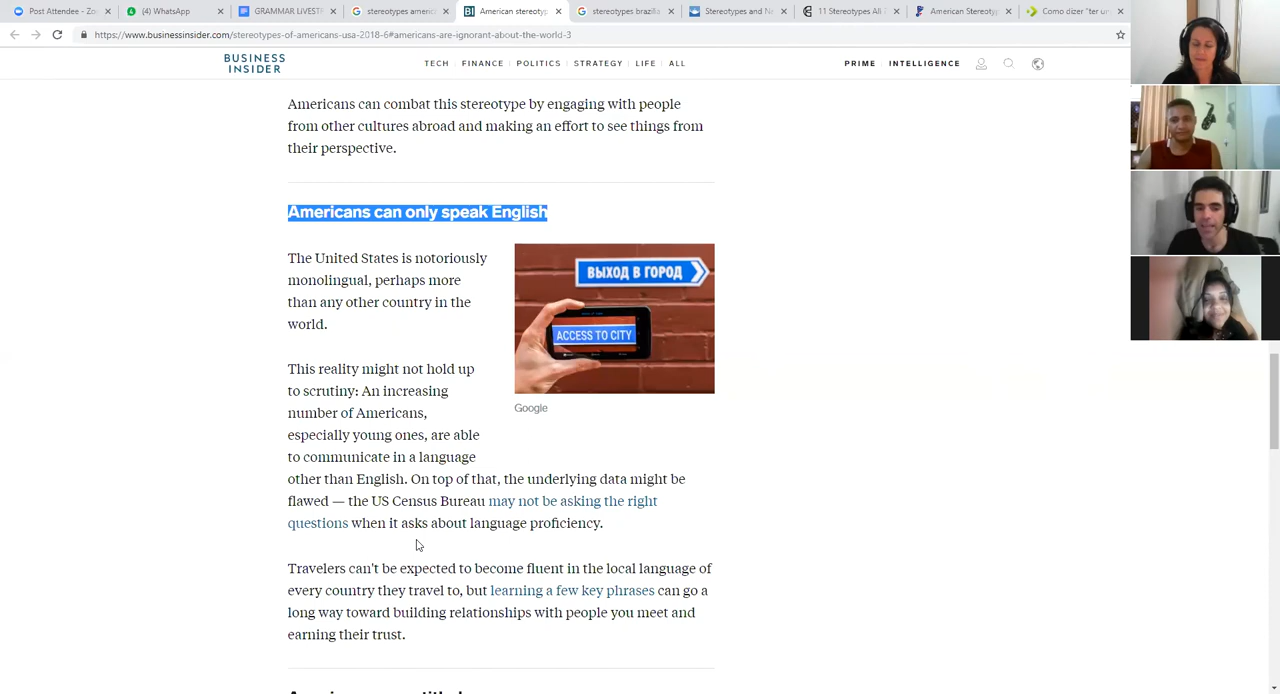 Post Attendee - Zoo
(4) WhatsApp
GRAMMAR LiVEST
stereotypes americ
American stereotyp
stereotypes brazilia
Stereotypes and Na
11 Stereotypes All
American Stereoty
Como dizer "ter un
https://www.businessinsider.com/stereotypes-of-americans-usa-2018-6#americans-are-ignorant-about-the-world-3
BUSINESS
INSIDER
TECH
FINANCE
POLITICS
STRATEGY
LIFE
ALL
PRIME
INTELLIGENCE
Americans can combat this stereotype by engaging with people
from other cultures abroad and making an effort to see things from
their perspective.
Americans can only speak English
The United States is notoriously
monolingual, perhaps more
than any other country in the
world.
ВЫХОД В ГОРОД
ACCESS TO CITY
Google
This reality might not hold up
to scrutiny: An increasing
number of Americans,
especially young ones, are able
to communicate in a language
other than English. On top of that, the underlying data might be
flawed — the US Census Bureau may not be asking the right
questions when it asks about language proficiency.
Travelers can't be expected to become fluent in the local language of
every country they travel to, but learning a few key phrases can go a
long way toward building relationships with people you meet and
earning their trust.